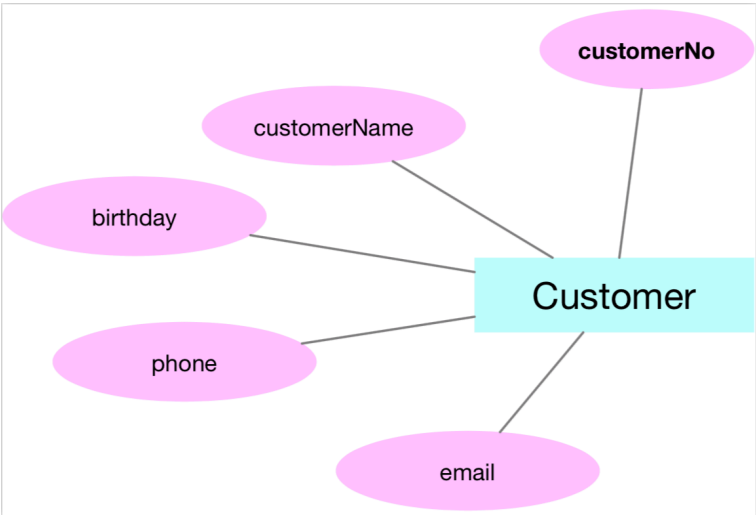 customerNo
customerName
birthday
Customer
phone
email